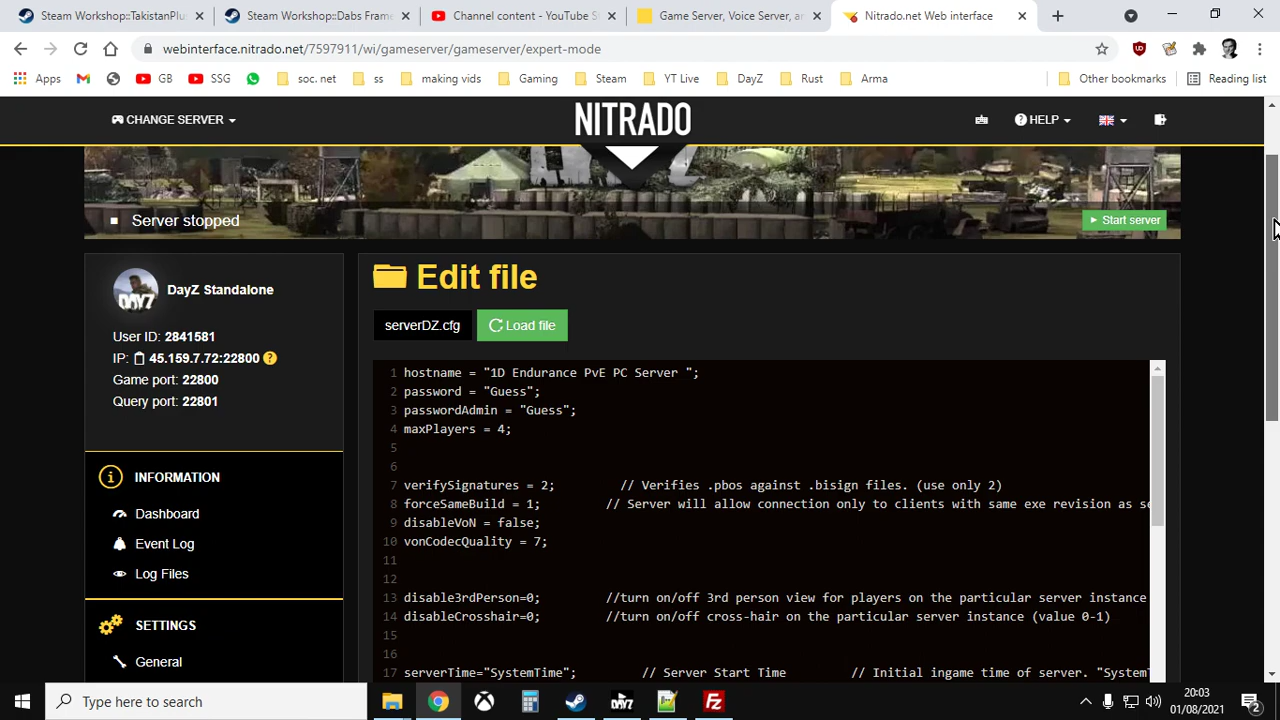 Steam Workshop::TakistanPlu
Steam Workshop::Dabs Frame
Channel content - YouTube S
Game Server, Voice Server, an
Nitrado.net Web interface
webinterface.nitrado.net/7597911/wi/gameserver/gameserver/expert-mode
Apps
GB
SSG
soc. net
ss
making vids
Gaming
Steam
YT Live
DayZ
Rust
Arma
Other bookmarks
Reading list
CHANGE SERVER
NITRADO
HELP
Server stopped
Start server
DAYZ
DayZ Standalone
User ID: 2841581
IP: 45.159.7.72:22800
Game port: 22800
Query port: 22801
INFORMATION
Dashboard
Event Log
Log Files
SETTINGS
General
Edit file
serverDZ.cfg
Load file
1 hostname = "1D Endurance PvE PC Server ";
2 password = "Guess";
3 passwordAdmin = "Guess";
4 maxPlayers = 4;
5
6
7 verifySignatures = 2; // Verifies .pbos against .bisign files. (use only 2)
8 forceSameBuild = 1; // Server will allow connection only to clients with same exe revision as se
9 disableVoN = false;
10 vonCodecQuality = 7;
11
12
13 disable3rdPerson=0; //turn on/off 3rd person view for players on the particular server instance
14 disableCrosshair=0; //turn on/off cross-hair on the particular server instance (value 0-1)
15
16
17 serverTime="SystemTime"; // Server Start Time // Initial ingame time of server. "System
Type here to search
DAYZ
20:03
01/08/2021
2